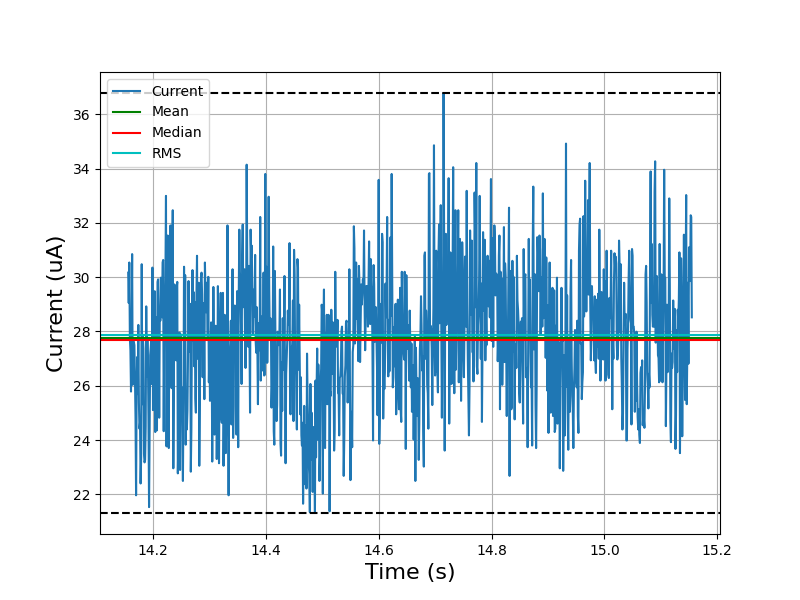 Current
Mean
Median
RMS
36
34
32
30
28
26
24
22
Current (uA)
14.2
14.4
14.6
14.8
15.0
15.2
Time (s)